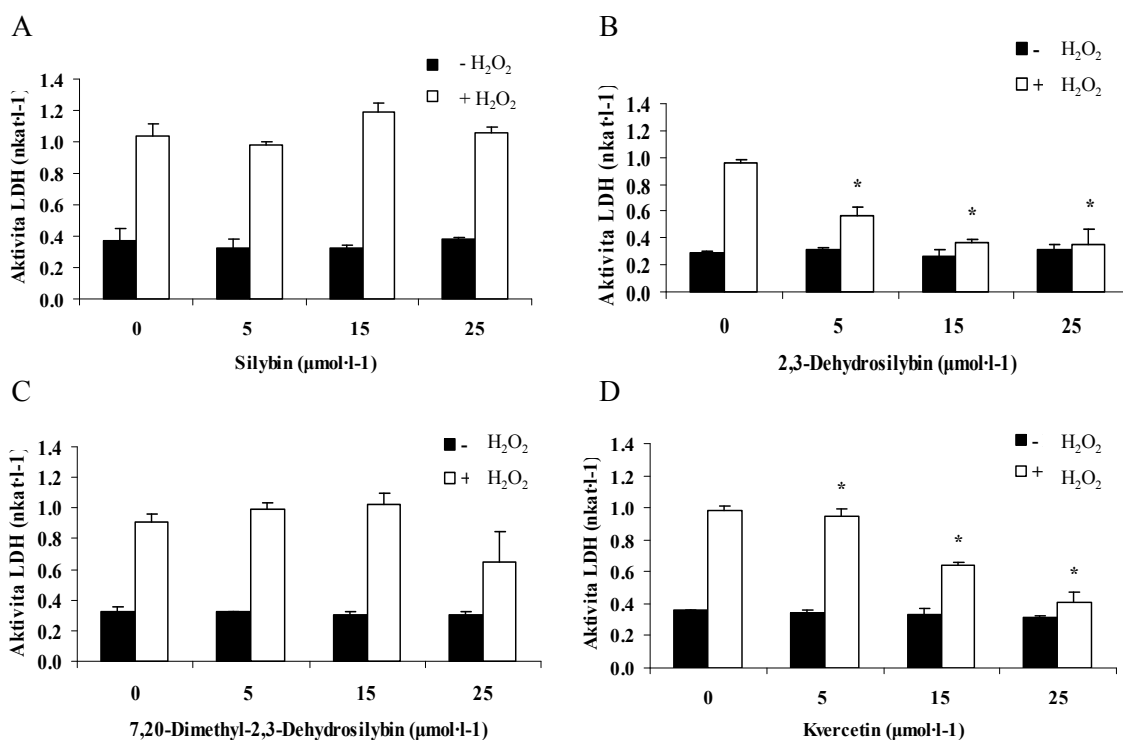 A
- H₂O₂
+ H₂O₂
Aktivita LDH (nkat·l-1)
1.4
1.2
1.0
0.8
0.6
0.4
0.2
0.0
0 5 15 25
Silybin (µmol·l-1)
B
- H₂O₂
+ H₂O₂
Aktivita LDH (nkat·l-1)
1.4
1.2
1.0
0.8
0.6
0.4
0.2
0.0
* * *
0 5 15 25
2,3-Dehydrosilybin (µmol·l-1)
C
- H₂O₂
+ H₂O₂
Aktivita LDH (nkat·l-1)
1.4
1.2
1.0
0.8
0.6
0.4
0.2
0.0
0 5 15 25
7,20-Dimethyl-2,3-Dehydrosilybin (µmol·l-1)
D
- H₂O₂
+ H₂O₂
Aktivita LDH (nkat·l-1)
1.4
1.2
1.0
0.8
0.6
0.4
0.2
0.0
* * *
0 5 15 25
Kvercetin (µmol·l-1)